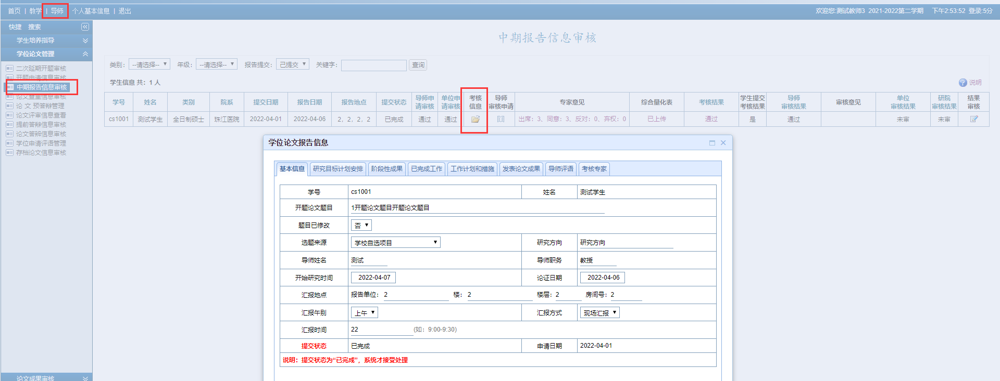 首页 | 教学 | 导师 个人基本信息 | 退出
欢迎您:测试教师3 2021-2022第二学期 下午2:53:52 登录:5分
快捷 搜索
学生培养指导
学位论文管理
二次延期开题审核
开题申请信息审核
中期报告信息审核
论文查重信息审核
论 文 预答辩管理
论文评审信息查看
提前答辩信息审核
论文答辩信息审核
学位申请评语管理
存档论文信息审核
论文成果审核
中期报告信息审核
类别: --请选择-- 年级: --请选择-- 报告提交: 已提交 关键字: 查询
学生信息 共: 1 人
说明
学号 姓名 类别 院系 提交日期 报告日期 报告地点 提交状态 导师申请审核 单位申请审核 考核信息 导师审核申请 专家意见 综合量化表 考核结果 学生提交考核结果 导师审核结果 审核意见 单位审核结果 研院审核结果 结果审核
cs1001 测试学生 全日制硕士 珠江医院 2022-04-01 2022-04-06 2, 2, 2, 2 已完成 通过 通过 出席: 3、同意: 3、反对: 0、弃权: 0 已上传 通过 是 通过 未审 未审
学位论文报告信息
基本信息 研究目标计划安排 阶段性成果 已完成工作 工作计划和措施 发表论文成果 导师评语 考核专家
学号 cs1001 姓名 测试学生
开题论文题目 1开题论文题目开题论文题目
题目已修改 否
选题来源 学校自选项目 研究方向 研究方向
导师姓名 测试 导师职务 教授
开始研究时间 2022-04-07 论证日期 2022-04-06
汇报地点 报告单位: 2 楼: 2 楼层: 2 房间号: 2
汇报午别 上午 汇报方式 现场汇报
汇报时间 22 (如: 9:00-9:30)
提交状态 已完成 申请日期 2022-04-01
说明: 提交状态为“已完成”, 系统才接受处理